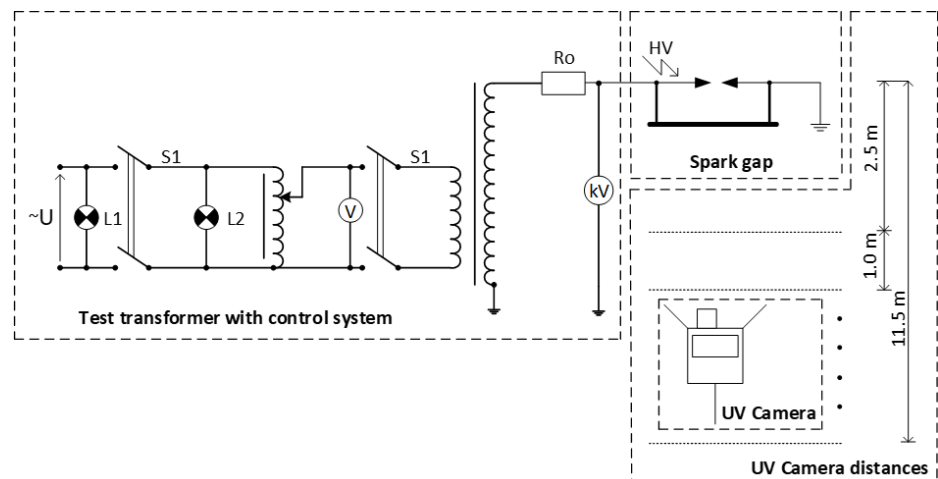 HV
Ro
S1
S1
~U
L1
L2
V
kV
Spark gap
2.5 m
1.0 m
11.5 m
Test transformer with control system
UV Camera
UV Camera distances